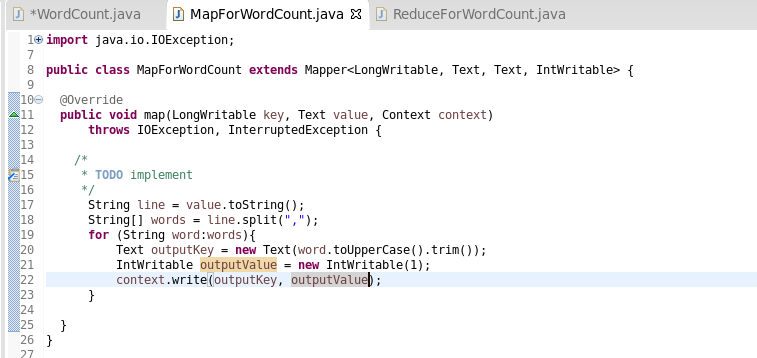 *WordCount.java MapForWordCount.java ReduceForWordCount.java
1 import java.io.IOException;
7
8 public class MapForWordCount extends Mapper<LongWritable, Text, Text, IntWritable> {
9
10 @Override
11 public void map(LongWritable key, Text value, Context context)
12 throws IOException, InterruptedException {
13
14 /*
15 * TODO implement
16 */
17 String line = value.toString();
18 String[] words = line.split(",");
19 for (String word:words){
20 Text outputKey = new Text(word.toUpperCase().trim());
21 IntWritable outputValue = new IntWritable(1);
22 context.write(outputKey, outputValue);
23 }
24
25 }
26 }
27